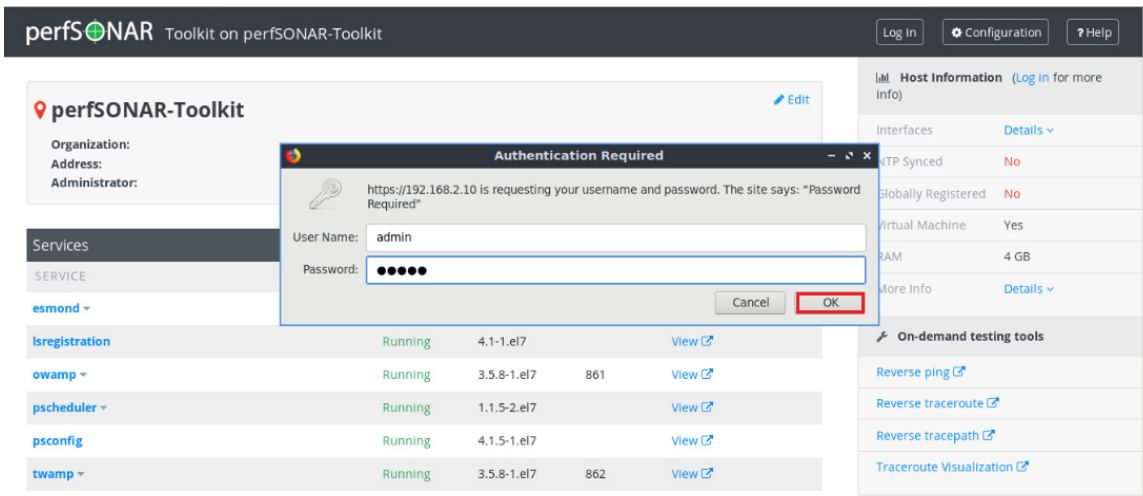 perfSONAR Toolkit on perfSONAR-Toolkit
Log in
Configuration
? Help
perfSONAR-Toolkit
Edit
Organization:
Address:
Administrator:
Host Information (Log in for more
info)
Interfaces Details
NTP Synced No
Globally Registered No
Virtual Machine Yes
RAM 4 GB
More Info Details
Authentication Required
https://192.168.2.10 is requesting your username and password. The site says: “Password
Required”
User Name: admin
Password: ●●●●●
Cancel
OK
Services
SERVICE
esmond
lsregistration Running 4.1-1.el7 View
owamp Running 3.5.8-1.el7 861 View
pscheduler Running 1.1.5-2.el7 View
psconfig Running 4.1.5-1.el7 View
twamp Running 3.5.8-1.el7 862 View
On-demand testing tools
Reverse ping
Reverse traceroute
Reverse tracepath
Traceroute Visualization